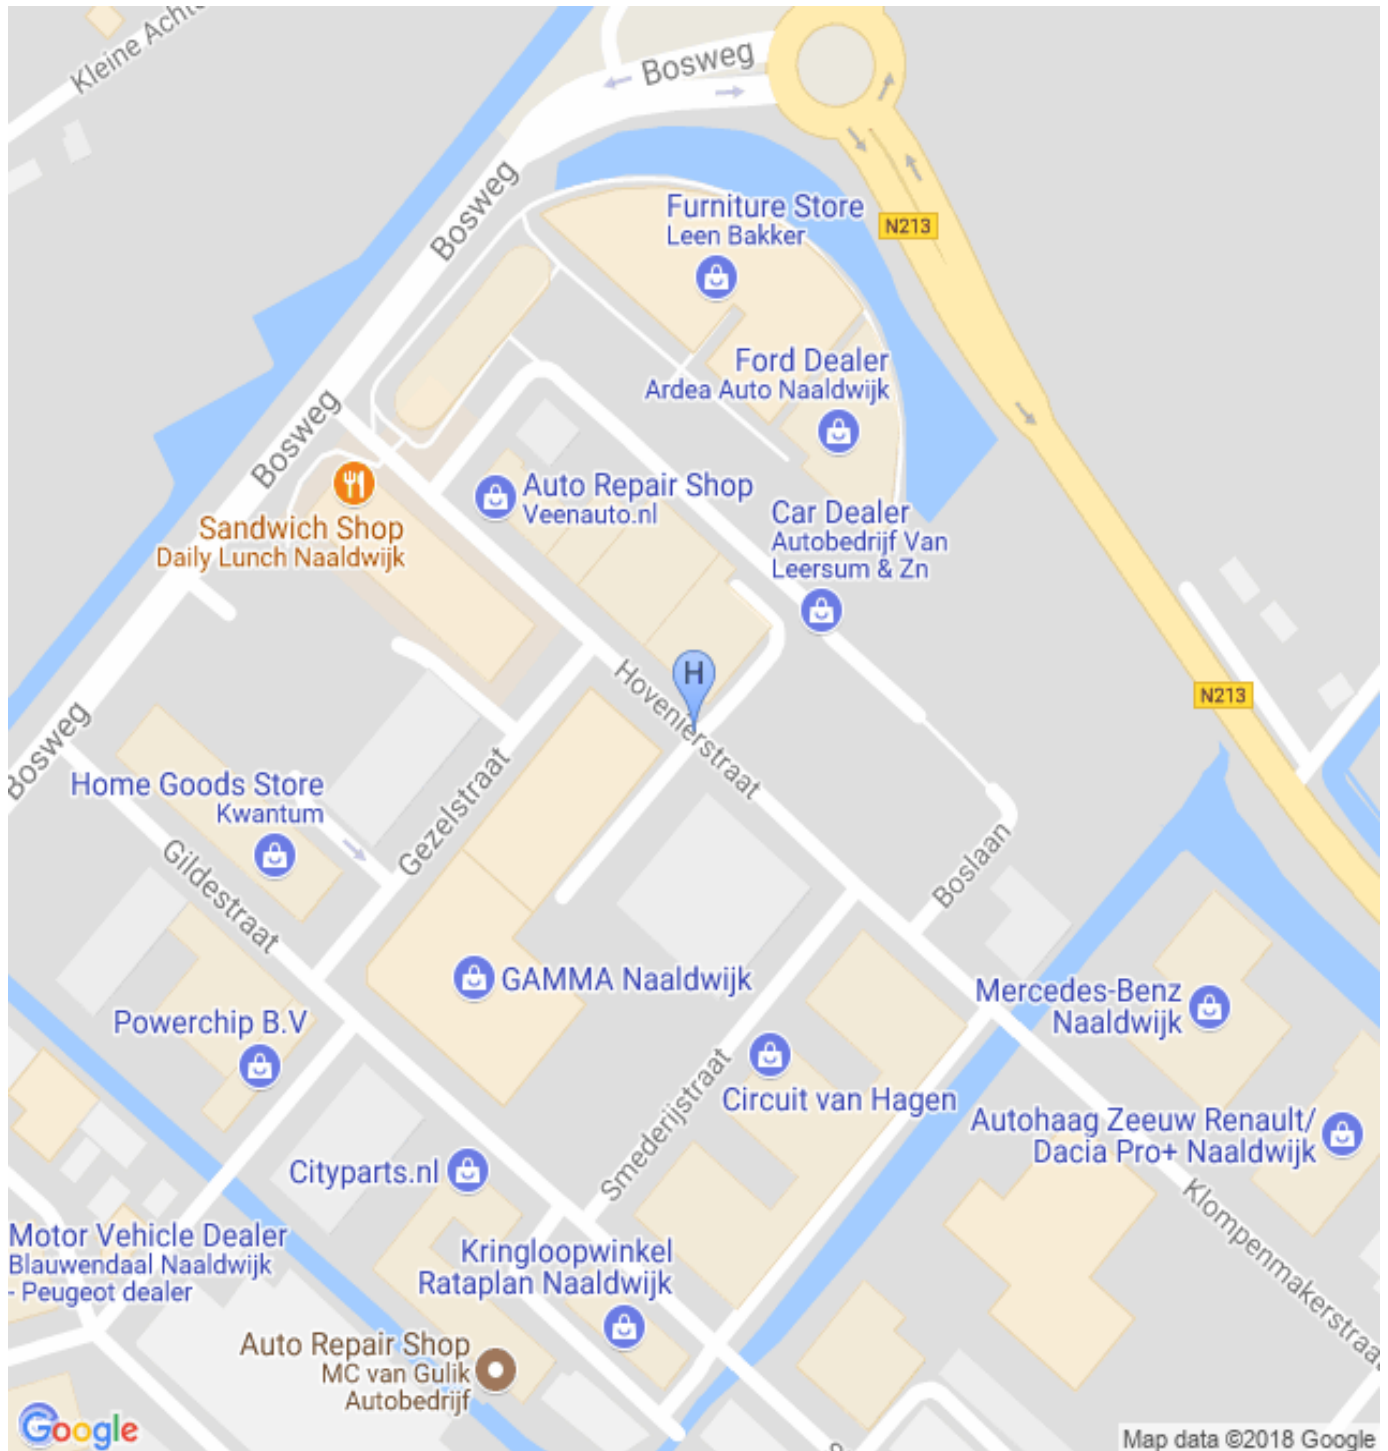 Kleine Achte
Bosweg
Bosweg
Furniture Store
Leen Bakker
N213
Ford Dealer
Ardea Auto Naaldwijk
Bosweg
Auto Repair Shop
Veenauto.nl
Sandwich Shop
Daily Lunch Naaldwijk
Car Dealer
Autobedrijf Van
Leersum & Zn
H
Hovenierstraat
N213
Bosweg
Home Goods Store
Kwantum
Gezelstraat
Gildestraat
Boslaan
GAMMA Naaldwijk
Mercedes-Benz
Naaldwijk
Powerchip B.V
Circuit van Hagen
Smederijstraat
Autohaag Zeeuw Renault/
Dacia Pro+ Naaldwijk
Cityparts.nl
Klompenmakerstraat
Motor Vehicle Dealer
Blauwendaal Naaldwijk
- Peugeot dealer
Kringloopwinkel
Rataplan Naaldwijk
Auto Repair Shop
MC van Gulik
Autobedrijf
Google
Map data ©2018 Google